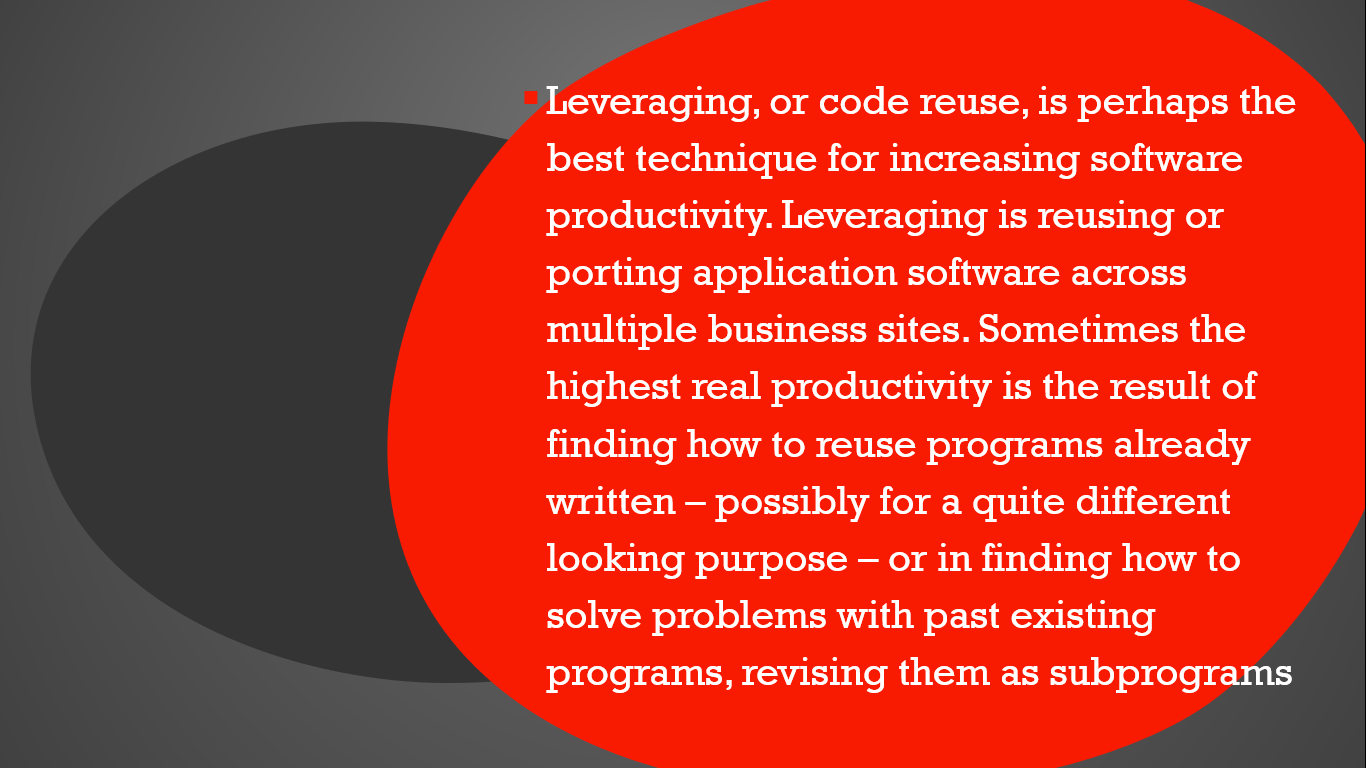 Leveraging, or code reuse, is perhaps the
best technique for increasing software
productivity. Leveraging is reusing or
porting application software across
multiple business sites. Sometimes the
highest real productivity is the result of
finding how to reuse programs already
written – possibly for a quite different
looking purpose – or in finding how to
solve problems with past existing
programs, revising them as subprograms